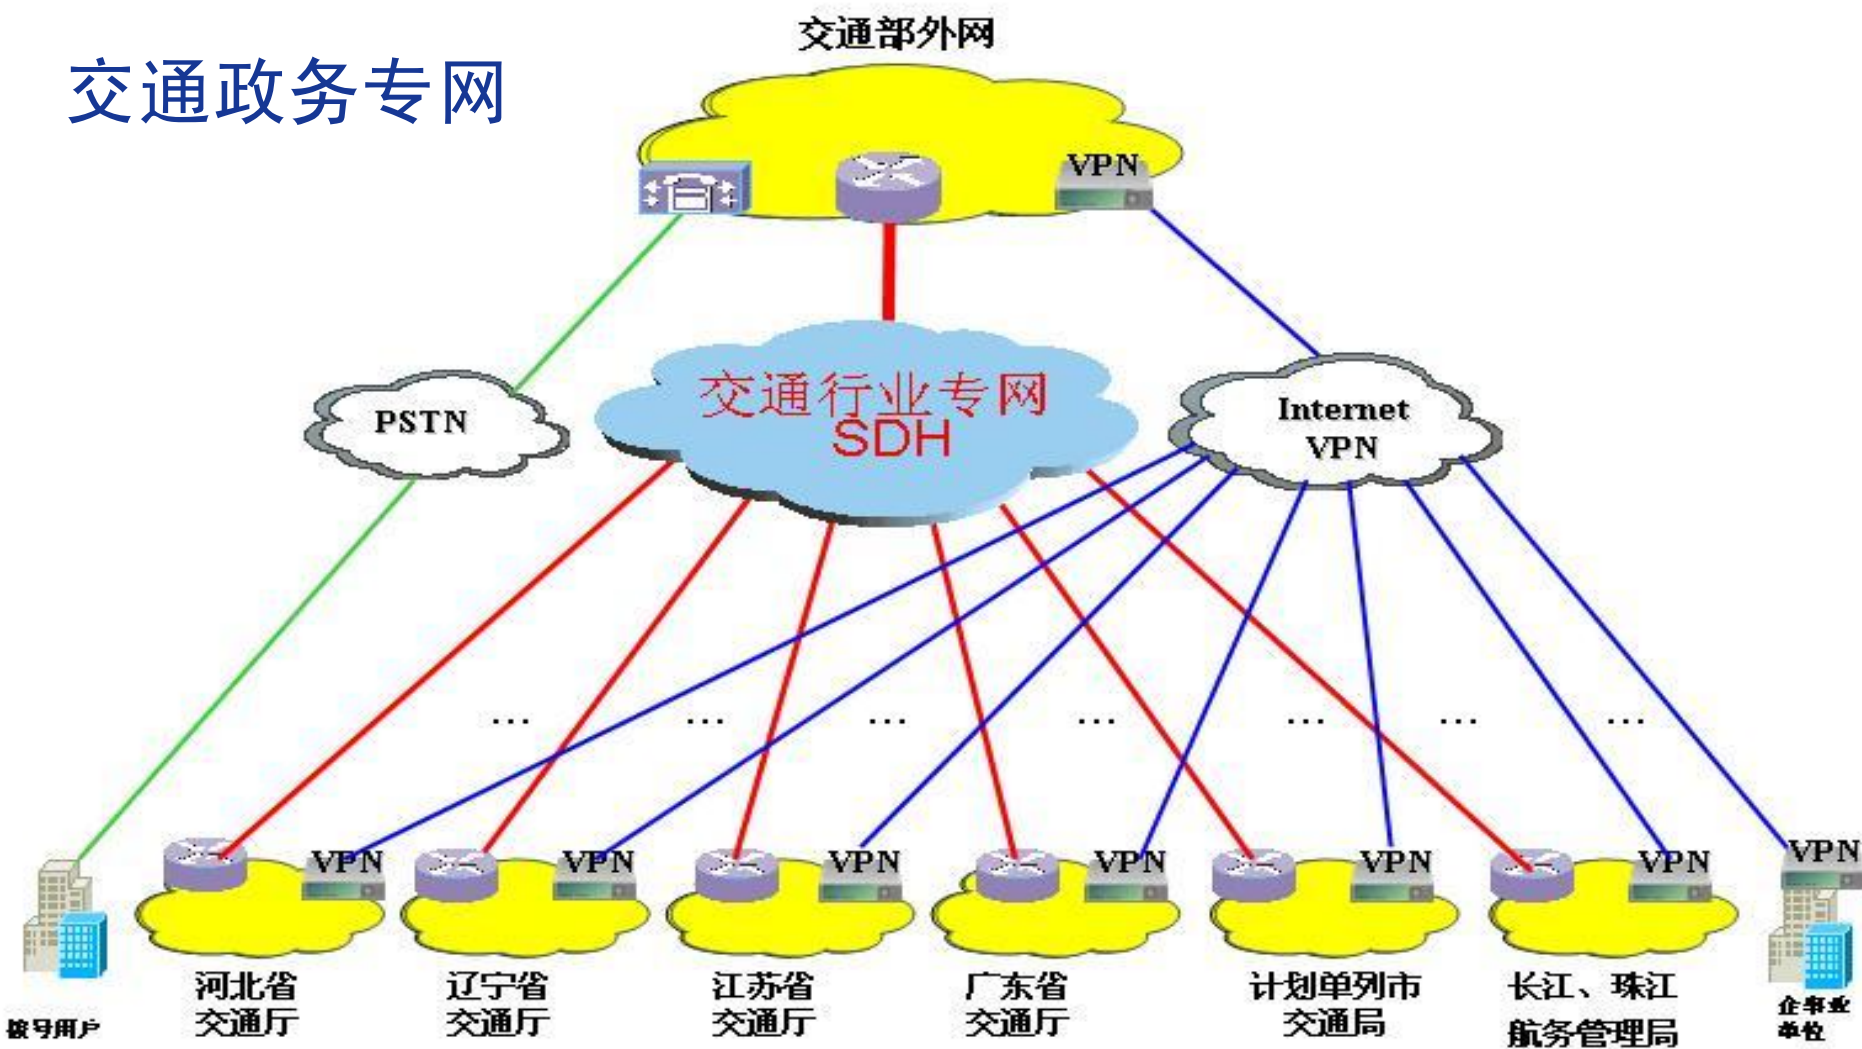 交通部外网
交通政务专网
VPN
PSTN
交通行业专网
SDH
Internet
VPN
... ... ... ... ... ... ...
VPN VPN VPN VPN VPN VPN VPN
河北省
交通厅
辽宁省
交通厅
江苏省
交通厅
广东省
交通厅
计划单列市
交通局
长江、珠江
航务管理局
拨号用户
企事业
单位